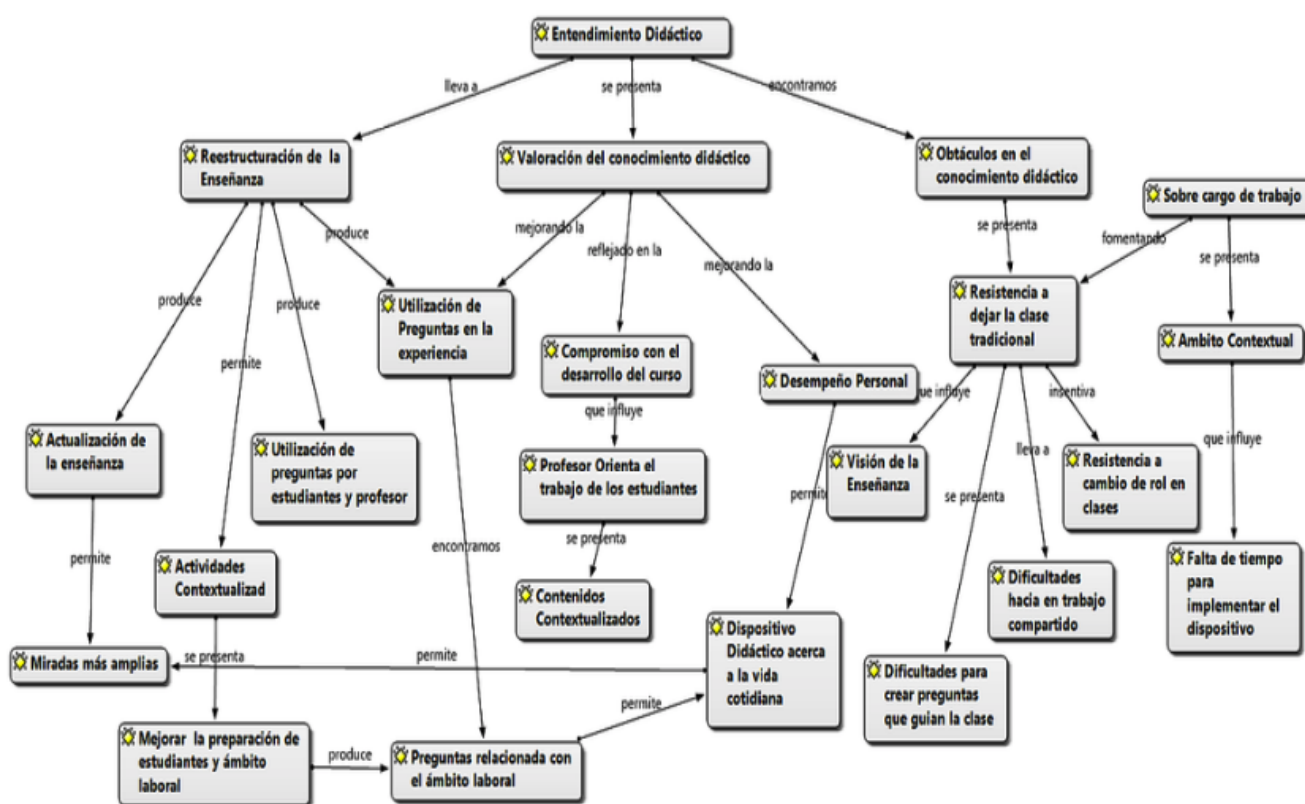 Entendimiento Didáctico
lleva a
se presenta
encontramos
Reestructuración de la
Enseñanza
Valoración del conocimiento didáctico
Obtáculos en el
conocimiento didáctico
Sobre cargo de trabajo
produce
mejorando la
reflejado en la
mejorando la
se presenta
fomentando
se presenta
produce
produce
permite
Utilización de
Preguntas en la
experiencia
Compromiso con el
desarrollo del curso
Desempeño Personal
Resistencia a
dejar la clase
tradicional
Ambito Contextual
que influye
que influye
insentiva
Actualización de
la enseñanza
Utilización de
preguntas por
estudiantes y profesor
Profesor Orienta el
trabajo de los estudiantes
Visión de la
Enseñanza
lleva a
Resistencia a
cambio de rol en
clases
que influye
permite
se presenta
permite
encontramos
se presenta
Actividades
Contextualizad
Contenidos
Contextualizados
Dificultades
hacia en trabajo
compartido
Falta de tiempo
para
implementar el
dispositivo
Miradas más amplias
se presenta
permite
Dispositivo
Didáctico acerca
a la vida
cotidiana
Dificultades para
crear preguntas
que guian la clase
permite
Mejorar la preparación de
estudiantes y ámbito
laboral
produce
Preguntas relacionada con
el ámbito laboral